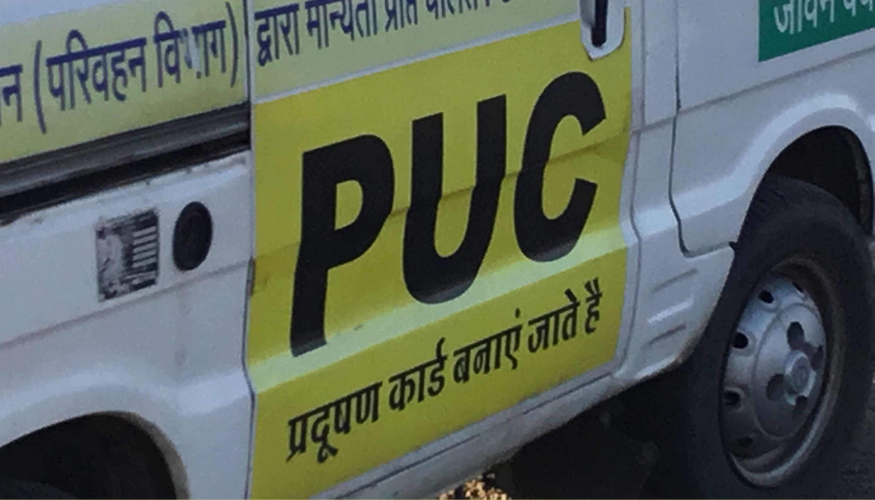 (परिवहन विभाग) द्वारा मान्यता प्राप्त
जीवन
PUC
प्रदूषण कार्ड बनाएं जाते है